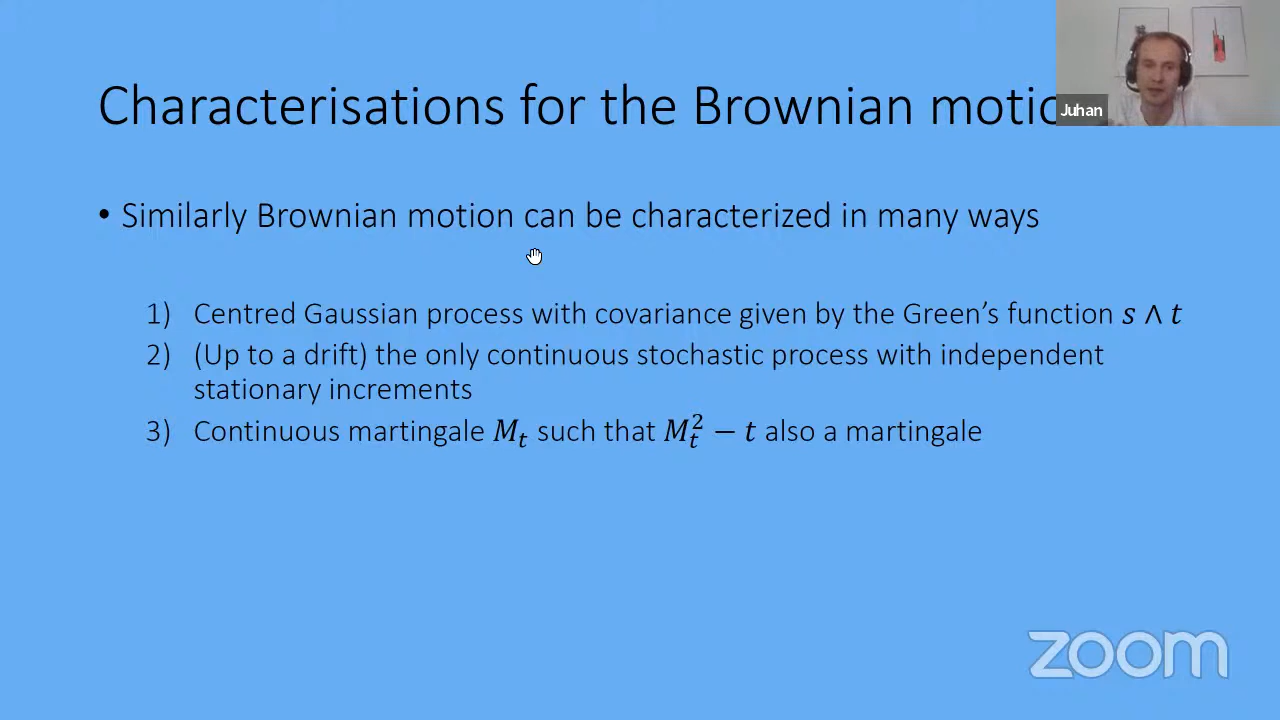 Characterisations for the Brownian motio
Juhan
• Similarly Brownian motion can be characterized in many ways
1) Centred Gaussian process with covariance given by the Green’s function s ∧ t
2) (Up to a drift) the only continuous stochastic process with independent
stationary increments
3) Continuous martingale Mₜ such that Mₜ² − t also a martingale
zoom